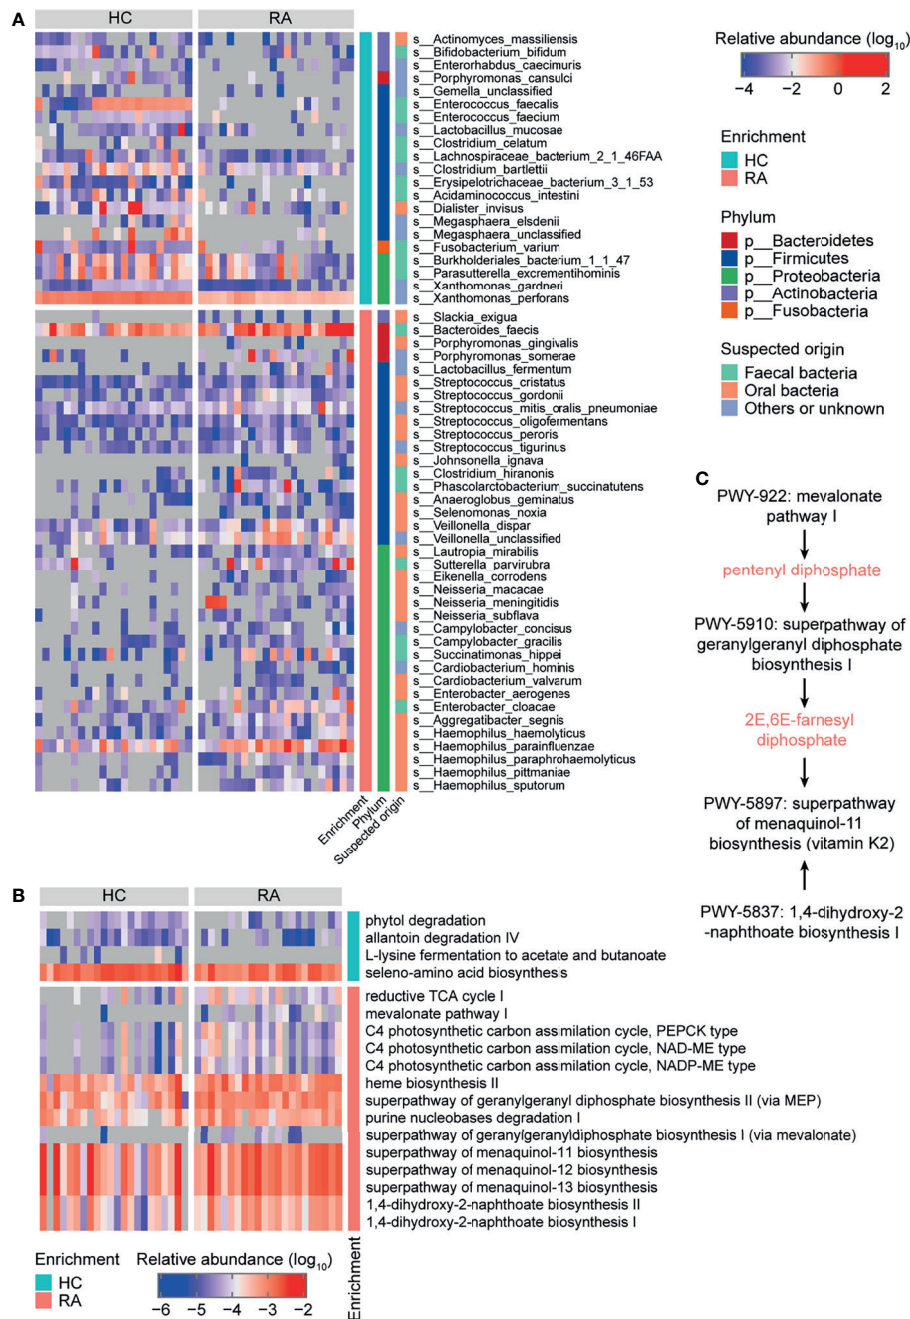 A
HC
RA
s__Actinomyces_massiliensis
s__Bifidobacterium_bifidum
s__Enterorhabdus_caecimuris
s__Porphyromonas_cansulci
s__Gemella_unclassified
s__Enterococcus_faecalis
s__Enterococcus_faecium
s__Lactobacillus_mucosae
s__Clostridium_celatum
s__Lachnospiraceae_bacterium_2_1_46FAA
s__Clostridium_bartlettii
s__Erysipelotrichaceae_bacterium_3_1_53
s__Acidaminococcus_intestini
s__Dialister_invisus
s__Megasphaera_elsdenii
s__Megasphaera_unclassified
s__Fusobacterium_varium
s__Burkholderiales_bacterium_1_1_47
s__Parasutterella_excrementihominis
s__Xanthomonas_gardneri
s__Xanthomonas_perforans
s__Slackia_exigua
s__Bacteroides_faecis
s__Porphyromonas_gingivalis
s__Porphyromonas_somerae
s__Lactobacillus_fermentum
s__Streptococcus_cristatus
s__Streptococcus_gordonii
s__Streptococcus_mitis_oralis_pneumoniae
s__Streptococcus_oligofermentans
s__Streptococcus_peroris
s__Streptococcus_tigurinus
s__Johnsonella_ignava
s__Clostridium_hiranonis
s__Phascolarctobacterium_succinatutens
s__Anaeroglobus_geminatus
s__Selenomonas_noxia
s__Veillonella_dispar
s__Veillonella_unclassified
s__Lautropia_mirabilis
s__Sutterella_parvirubra
s__Eikenella_corrodens
s__Neisseria_macacae
s__Neisseria_meningitidis
s__Neisseria_subflava
s__Campylobacter_concisus
s__Campylobacter_gracilis
s__Succinatimonas_hippei
s__Cardiobacterium_hominis
s__Cardiobacterium_valvarum
s__Enterobacter_aerogenes
s__Enterobacter_cloacae
s__Aggregatibacter_segnis
s__Haemophilus_haemolyticus
s__Haemophilus_parainfluenzae
s__Haemophilus_paraphrohaemolyticus
s__Haemophilus_pittmaniae
s__Haemophilus_sputorum
Enrichment
Phylum
Suspected origin
Relative abundance (log10)
−4 −2 0 2
Enrichment
HC
RA
Phylum
p__Bacteroidetes
p__Firmicutes
p__Proteobacteria
p__Actinobacteria
p__Fusobacteria
Suspected origin
Faecal bacteria
Oral bacteria
Others or unknown
C
PWY-922: mevalonate
pathway I
pentenyl diphosphate
PWY-5910: superpathway of
geranylgeranyl diphosphate
biosynthesis I
2E,6E-farnesyl
diphosphate
PWY-5897: superpathway
of menaquinol-11
biosynthesis (vitamin K2)
PWY-5837: 1,4-dihydroxy-2
-naphthoate biosynthesis I
B
HC
RA
phytol degradation
allantoin degradation IV
L-lysine fermentation to acetate and butanoate
seleno-amino acid biosynthesis
reductive TCA cycle I
mevalonate pathway I
C4 photosynthetic carbon assmilation cycle, PEPCK type
C4 photosynthetic carbon assmilation cycle, NAD-ME type
C4 photosynthetic carbon assmilation cycle, NADP-ME type
heme biosynthesis II
superpathway of geranylgeranyl diphosphate biosynthesis II (via MEP)
purine nucleobases degradation I
superpathway of geranylgeranyldiphosphate biosynthesis I (via mevalonate)
superpathway of menaquinol-11 biosynthesis
superpathway of menaquinol-12 biosynthesis
superpathway of menaquinol-13 biosynthesis
1,4-dihydroxy-2-naphthoate biosynthesis II
1,4-dihydroxy-2-naphthoate biosynthesis I
Enrichment
Enrichment
HC
RA
Relative abundance (log10)
−6 −5 −4 −3 −2